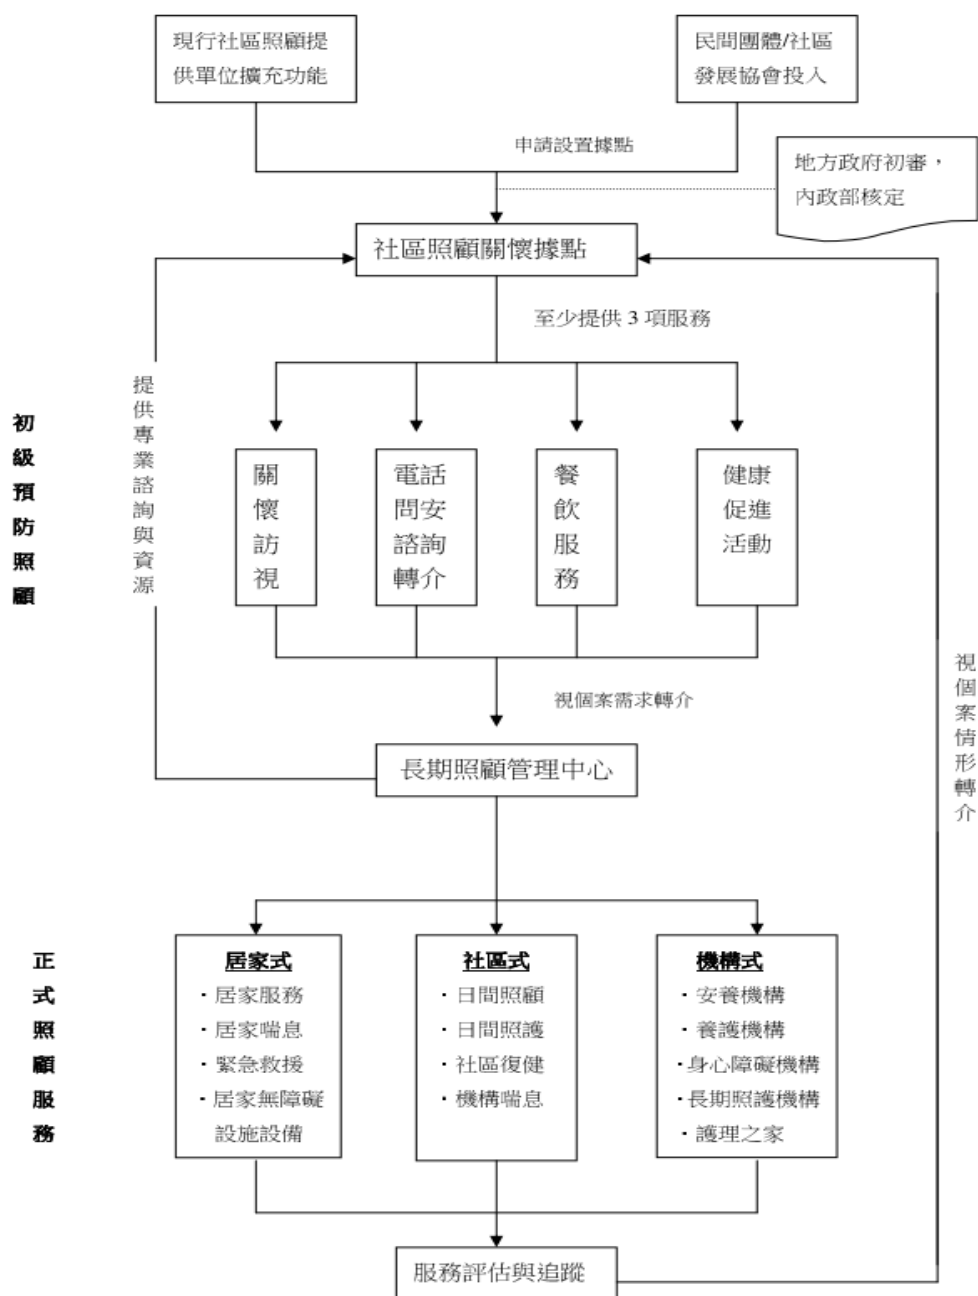 現行社區照顧提
供單位擴充功能
民間團體/社區
發展協會投入
申請設置據點
地方政府初審，
內政部核定
社區照顧關懷據點
至少提供 3 項服務
初級預防照顧
提供專業諮詢與資源
關懷訪視
電話
問安
諮詢
轉介
餐飲服務
健康
促進
活動
視個案需求轉介
視個案情形轉介
長期照顧管理中心
正式照顧服務
居家式
・居家服務
・居家喘息
・緊急救援
・居家無障礙
設施設備
社區式
・日間照顧
・日間照護
・社區復健
・機構喘息
機構式
・安養機構
・養護機構
・身心障礙機構
・長期照護機構
・護理之家
服務評估與追蹤